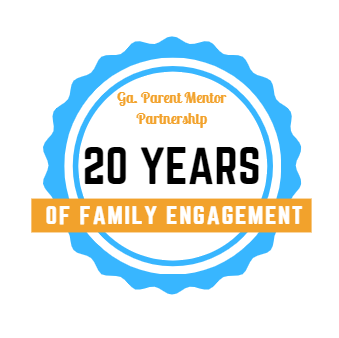 Ga. Parent Mentor
Partnership
20 YEARS
OF FAMILY ENGAGEMENT